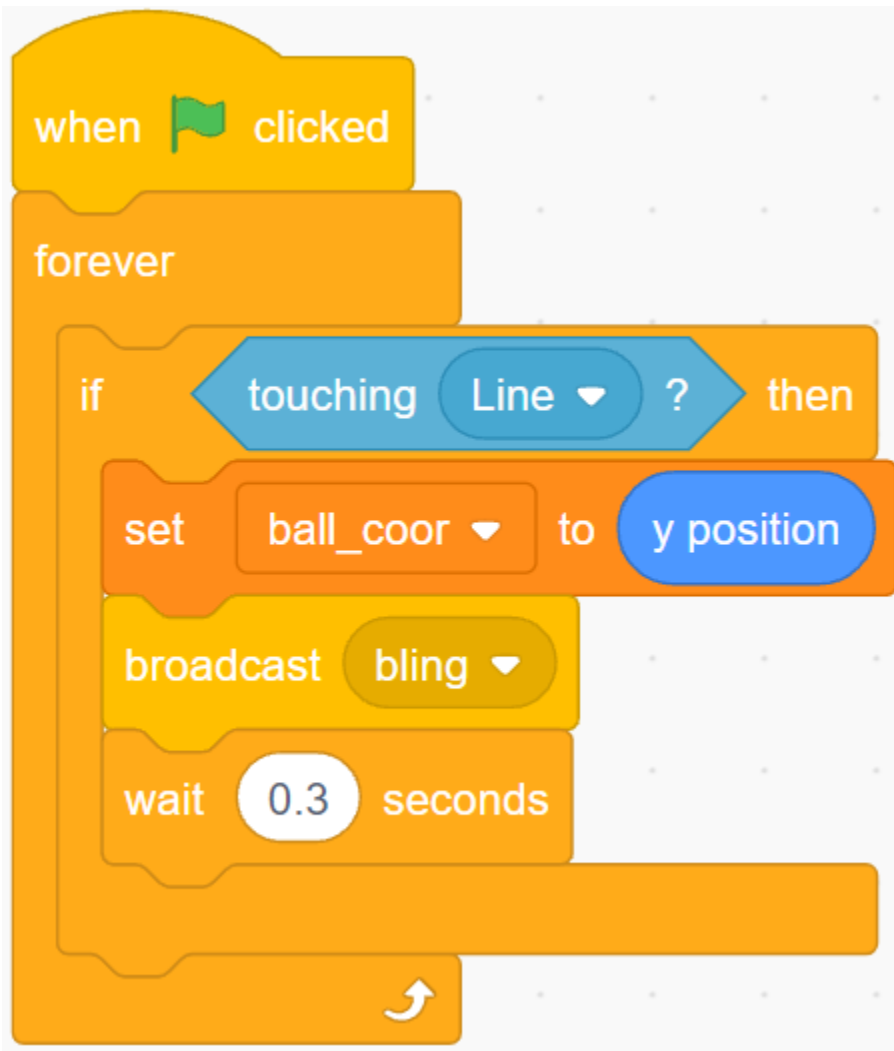 when clicked
forever
if touching Line ? then
set ball_coor to y position
broadcast bling
wait 0.3 seconds